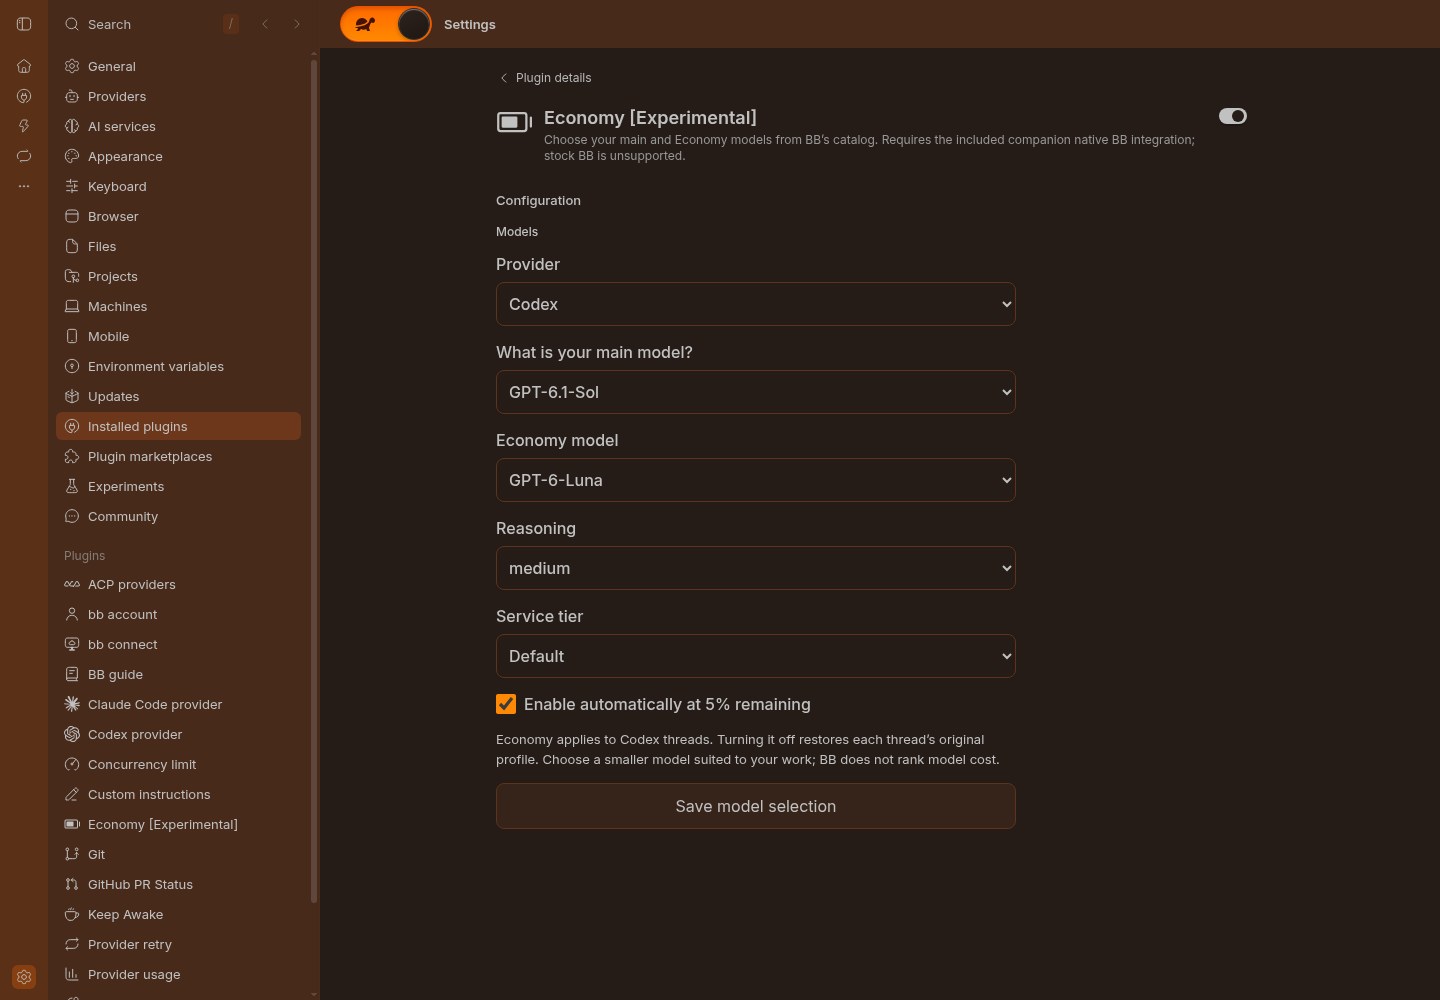 Search
/
Settings
General
Providers
AI services
Appearance
Keyboard
Browser
Files
Projects
Machines
Mobile
Environment variables
Updates
Installed plugins
Plugin marketplaces
Experiments
Community
Plugins
ACP providers
bb account
bb connect
BB guide
Claude Code provider
Codex provider
Concurrency limit
Custom instructions
Economy [Experimental]
Git
GitHub PR Status
Keep Awake
Provider retry
Provider usage
Plugin details
Economy [Experimental]
Choose your main and Economy models from BB’s catalog. Requires the included companion native BB integration;
stock BB is unsupported.
Configuration
Models
Provider
Codex
What is your main model?
GPT-6.1-Sol
Economy model
GPT-6-Luna
Reasoning
medium
Service tier
Default
Enable automatically at 5% remaining
Economy applies to Codex threads. Turning it off restores each thread’s original
profile. Choose a smaller model suited to your work; BB does not rank model cost.
Save model selection